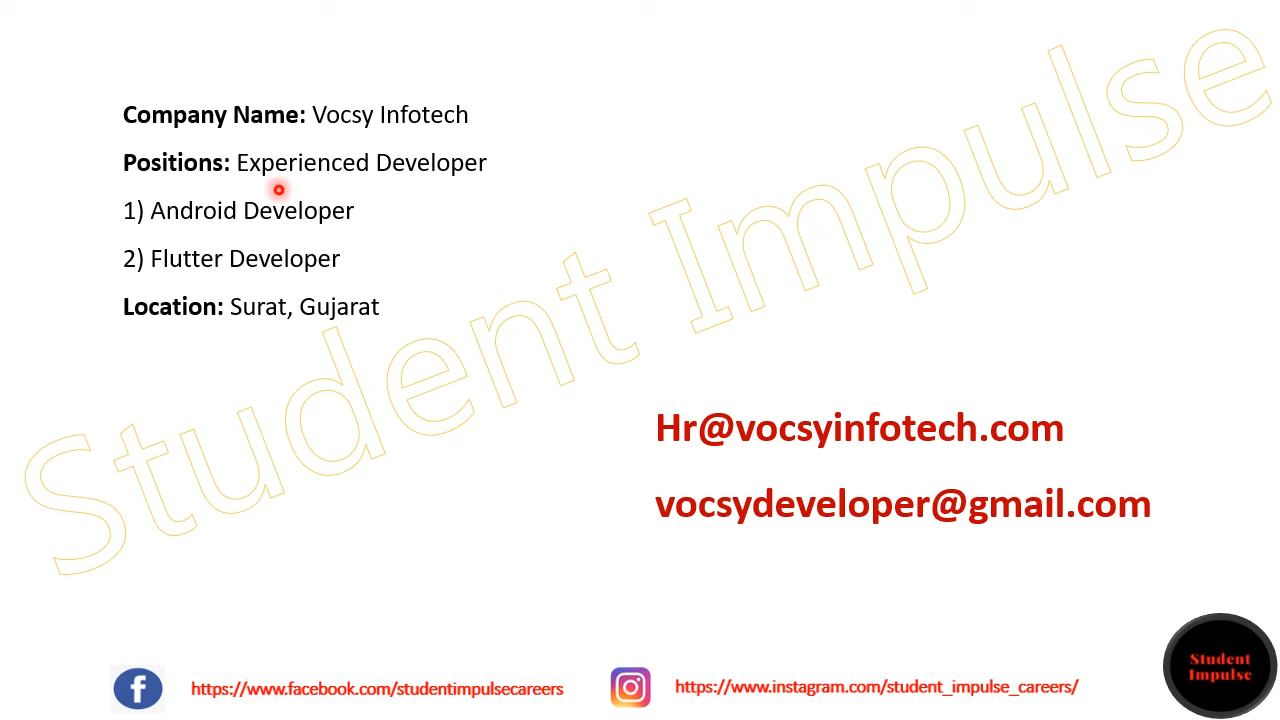 Company Name: Vocsy Infotech
Positions: Experienced Developer
1) Android Developer
2) Flutter Developer
Location: Surat, Gujarat
Student Impulse
Hr@vocsyinfotech.com
vocsydeveloper@gmail.com
https://www.facebook.com/studentimpulsecareers
https://www.instagram.com/student_impulse_careers/
Student
Impulse